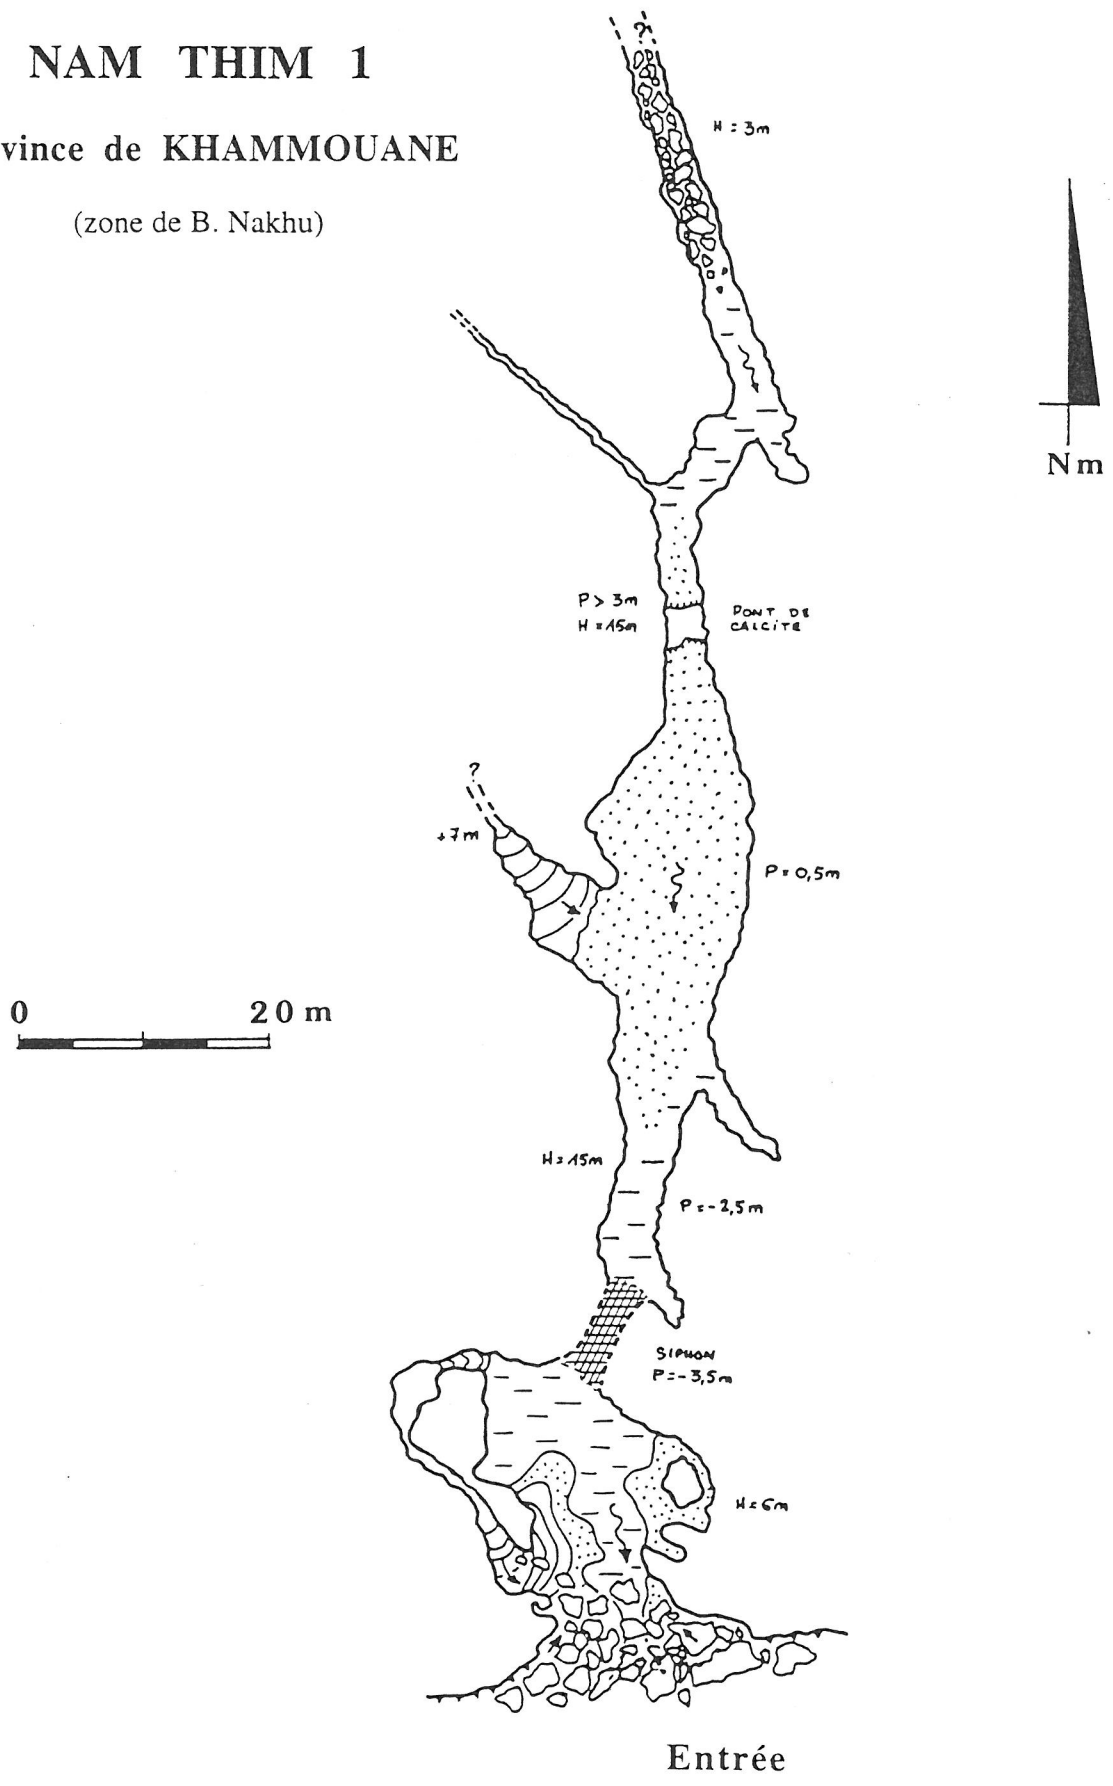 NAM THIM 1
vince de KHAMMOUANE
(zone de B. Nakhu)
?
H = 3m
Nm
P > 3m
H = 15m
PONT DE
CALCITE
?
+7m
P = 0,5m
0 20 m
H = 15m
P = -2,5m
SIPHON
P = -3,5m
H = 6m
Entrée